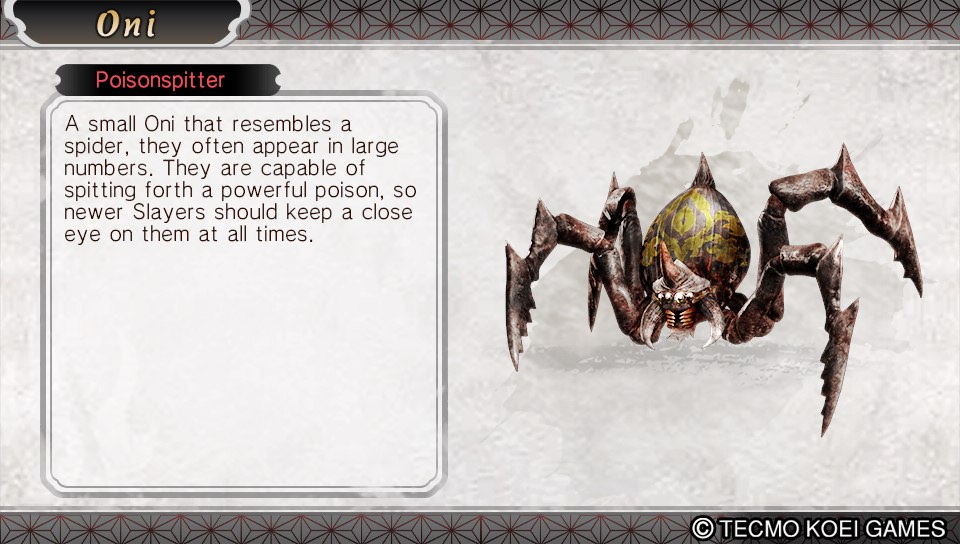 Oni
Poisonspitter
A small Oni that resembles a
spider, they often appear in large
numbers. They are capable of
spitting forth a powerful poison, so
newer Slayers should keep a close
eye on them at all times.
© TECMO KOEI GAMES